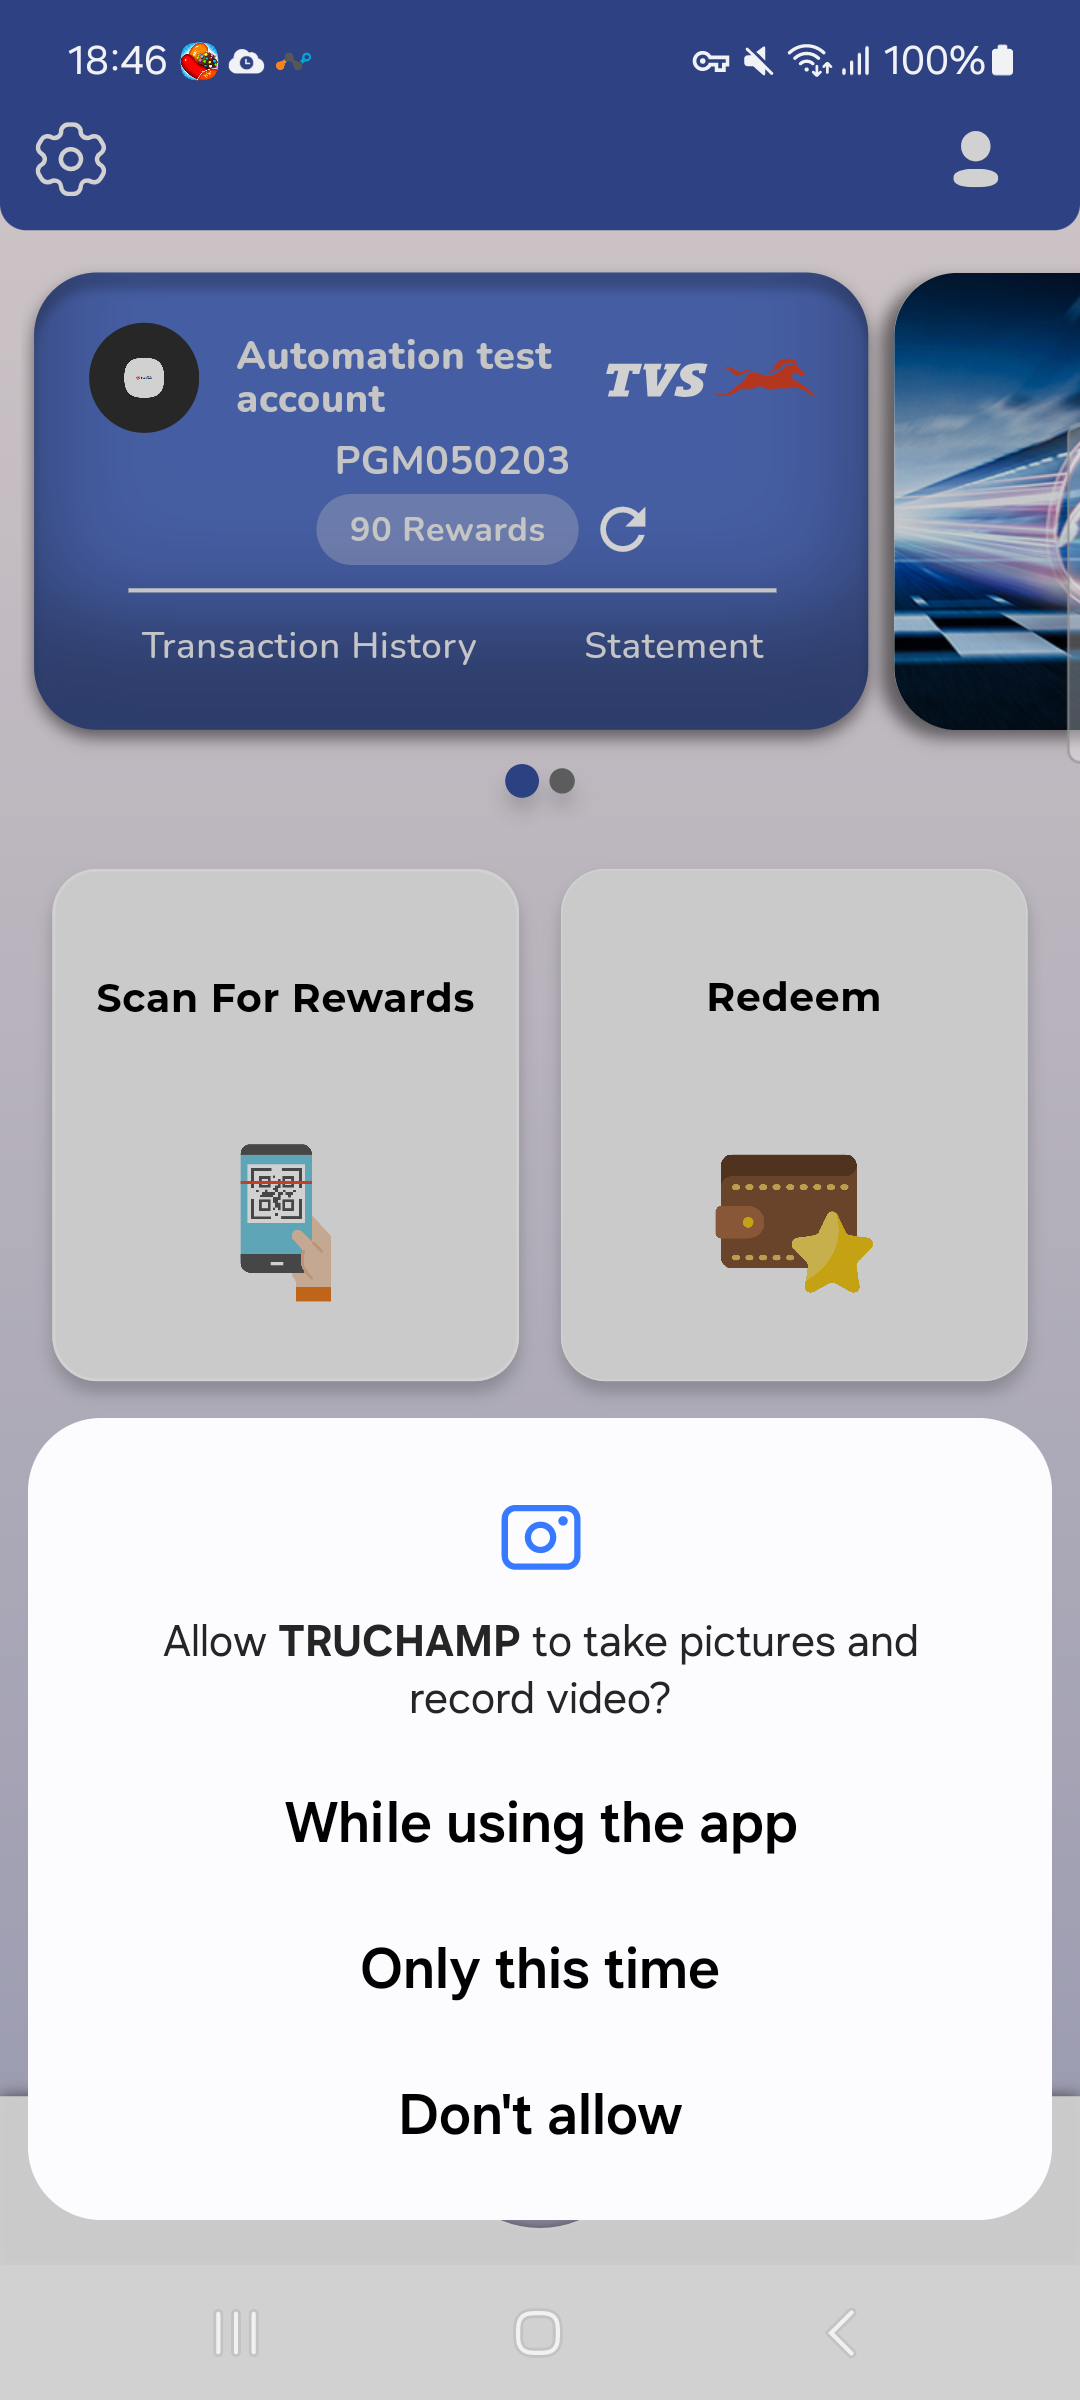 18:46
100%
Automation test
account
TVS
PGM050203
90 Rewards
Transaction History
Statement
Scan For Rewards
Redeem
Allow TRUCHAMP to take pictures and
record video?
While using the app
Only this time
Don't allow